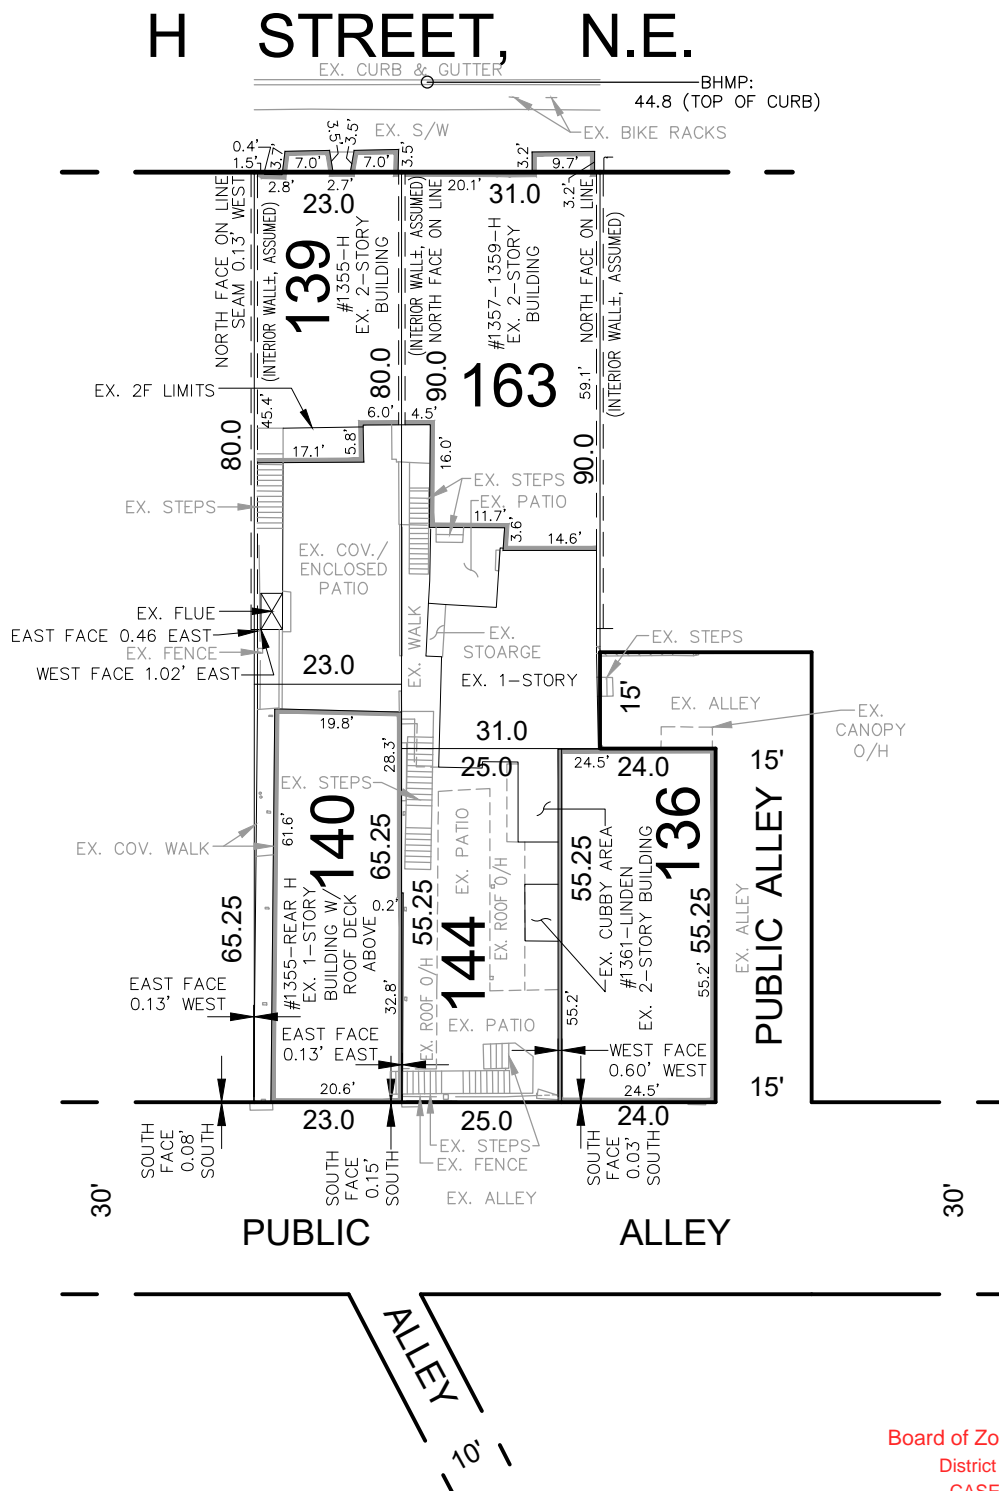 H STREET, N.E.
EX. CURB & GUTTER
BHMP:
44.8 (TOP OF CURB)
EX. S/W
EX. BIKE RACKS
0.4'
1.5'
3.7'
7.0'
3.5'
3.5'
7.0'
3.5'
3.2'
9.7'
2.8'
2.7'
20.1'
3.2'
23.0
31.0
NORTH FACE ON LINE
SEAM 0.13' WEST
(INTERIOR WALL±, ASSUMED)
139
#1355-H
EX. 2-STORY
BUILDING
(INTERIOR WALL±, ASSUMED)
NORTH FACE ON LINE
#1357-1359-H
EX. 2-STORY
BUILDING
NORTH FACE ON LINE
(INTERIOR WALL±, ASSUMED)
163
80.0
90.0
59.1'
EX. 2F LIMITS
45.4'
6.0'
4.5'
80.0
17.1'
5.8'
16.0'
90.0
EX. STEPS
EX. STEPS
EX. PATIO
11.7'
3.6'
14.6'
EX. COV./
ENCLOSED
PATIO
EX. FLUE
EAST FACE 0.46 EAST
EX. FENCE
WEST FACE 1.02' EAST
EX. WALK
EX.
STOARGE
EX. STEPS
23.0
EX. 1-STORY
15'
EX. ALLEY
EX.
CANOPY
O/H
19.8'
28.3'
31.0
25.0
24.5'
24.0
15'
EX. STEPS
140
61.6'
65.25
EX. PATIO
EX. ROOF O/H
136
55.25
EX. COV. WALK
EX. CUBBY AREA
#1361-LINDEN
EX. 2-STORY BUILDING
65.25
#1355-REAR H
EX. 1-STORY
BUILDING W/
ROOF DECK
ABOVE
0.2'
55.25
144
55.25
EX. ALLEY
PUBLIC ALLEY
EAST FACE
0.13' WEST
32.8'
EX. ROOF O/H
55.2'
55.2'
EAST FACE
0.13' EAST
EX. PATIO
WEST FACE
0.60' WEST
20.6'
24.5'
15'
23.0
25.0
24.0
SOUTH
FACE
0.08'
SOUTH
SOUTH
FACE
0.15'
SOUTH
EX. STEPS
EX. FENCE
SOUTH
FACE
0.03'
SOUTH
EX. ALLEY
30'
30'
PUBLIC ALLEY
ALLEY
10'
Board of Zo
District
CASE